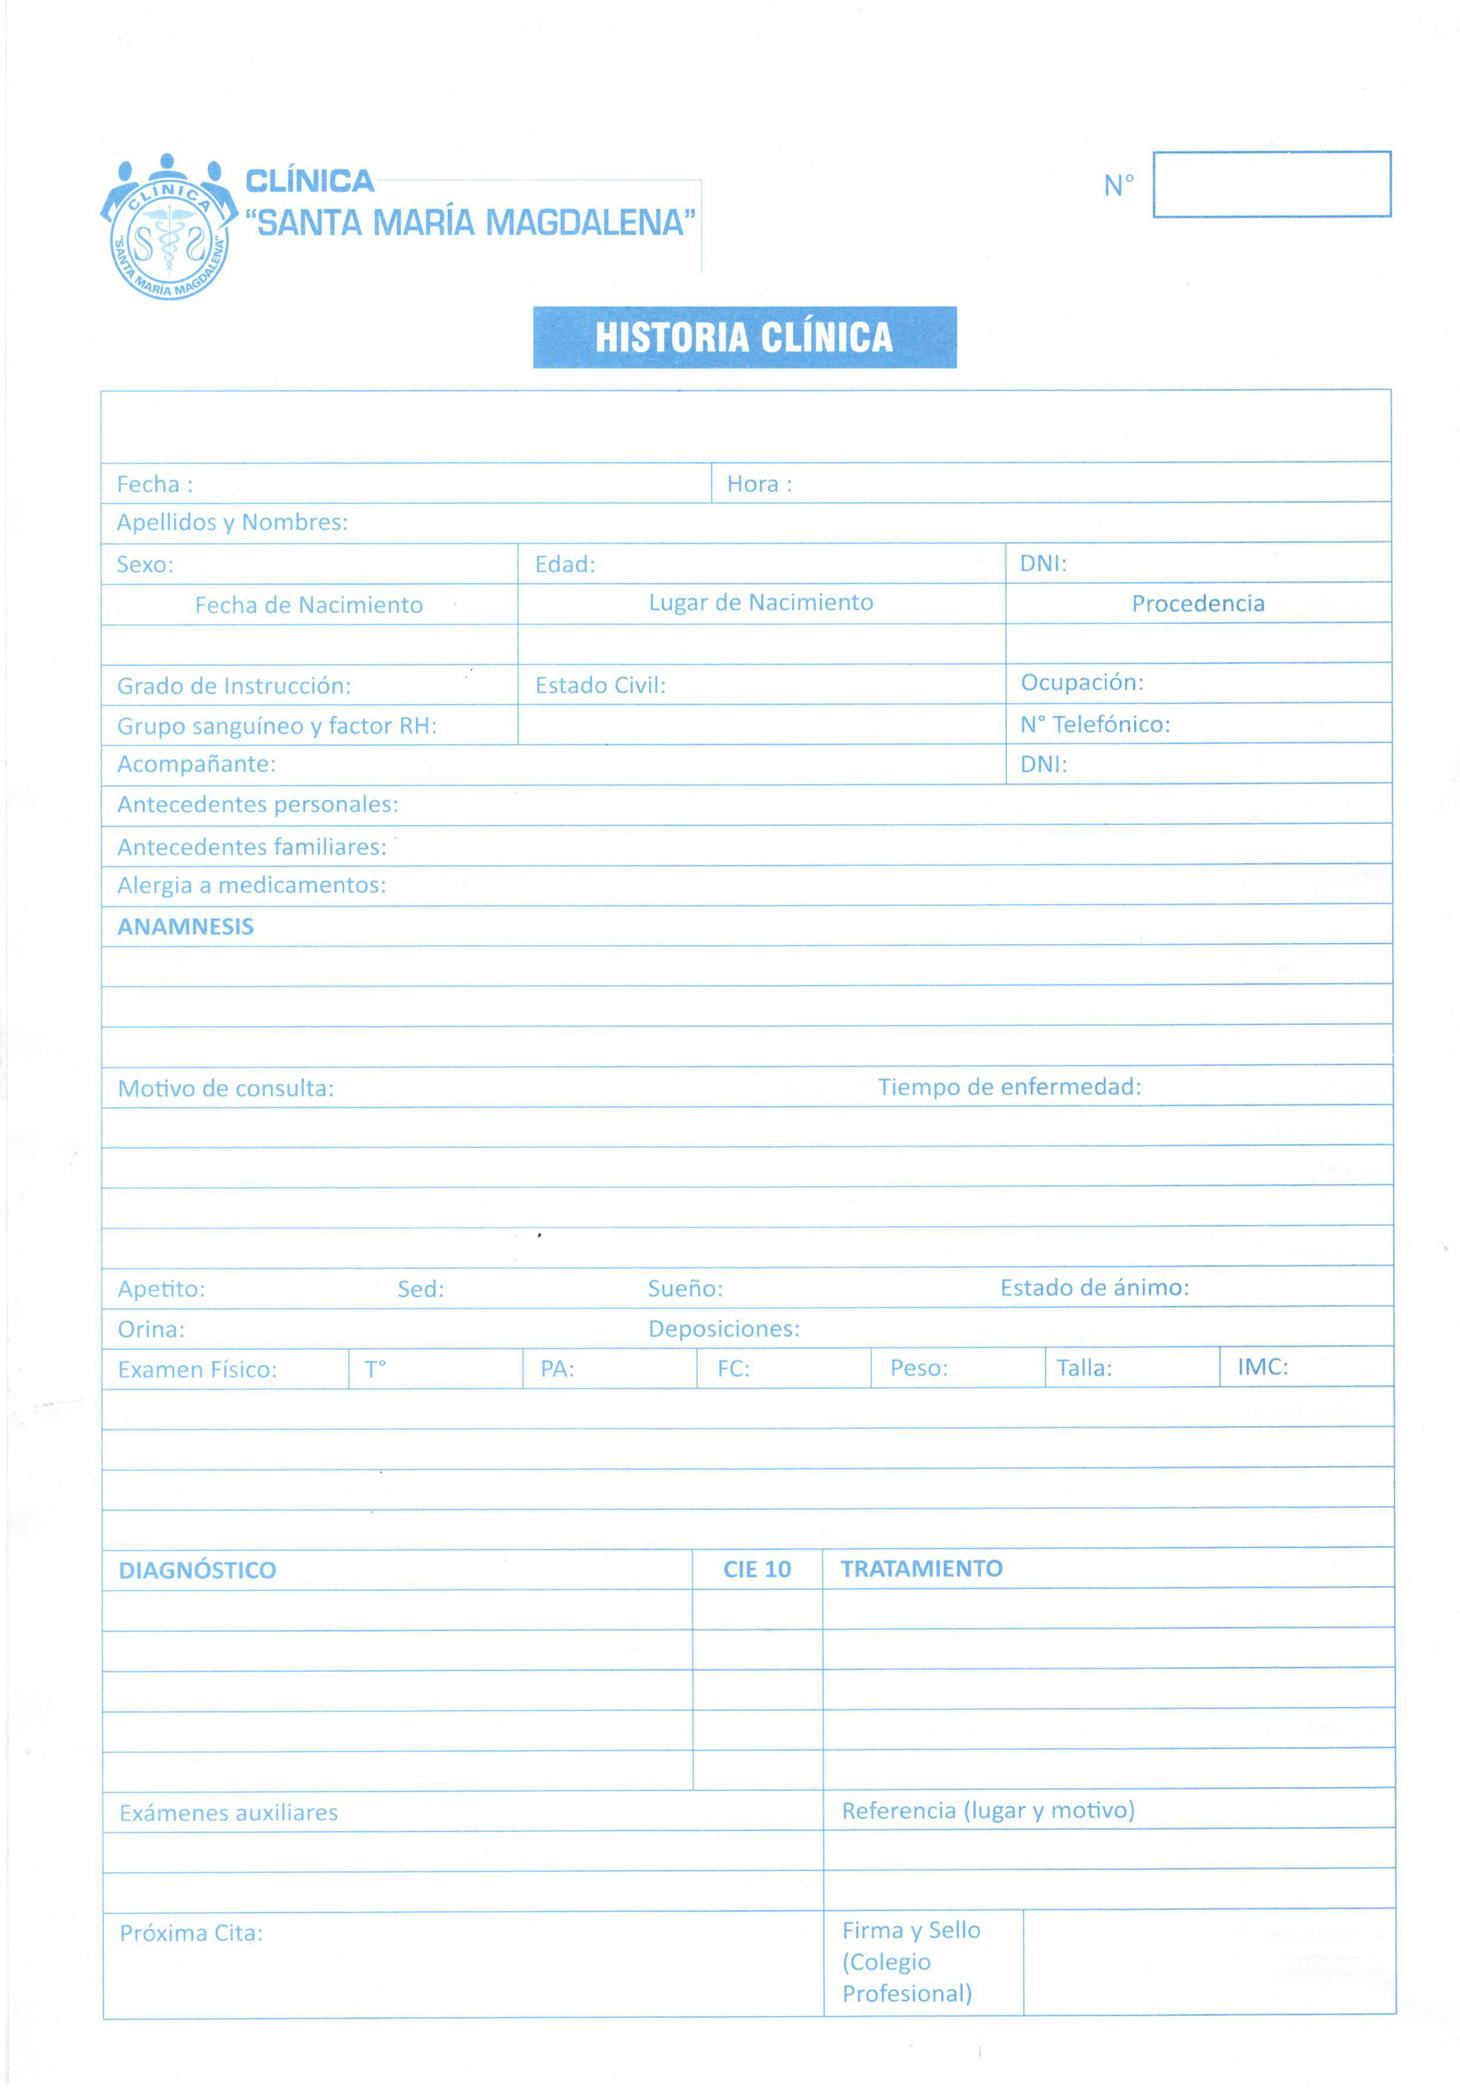 CLÍNICA
"SANTA MARÍA MAGDALENA"
N°
CLINICA
"SANTA MARÍA MAGDALENA"
HISTORIA CLÍNICA
Fecha : Hora :
Apellidos y Nombres:
Sexo: Edad: DNI:
Fecha de Nacimiento Lugar de Nacimiento Procedencia
Grado de Instrucción: Estado Civil: Ocupación:
Grupo sanguíneo y factor RH: N° Telefónico:
Acompañante: DNI:
Antecedentes personales:
Antecedentes familiares:
Alergia a medicamentos:
ANAMNESIS
Motivo de consulta: Tiempo de enfermedad:
Apetito: Sed: Sueño: Estado de ánimo:
Orina: Deposiciones:
Examen Físico: T° PA: FC: Peso: Talla: IMC:
DIAGNÓSTICO CIE 10 TRATAMIENTO
Exámenes auxiliares Referencia (lugar y motivo)
Próxima Cita: Firma y Sello
(Colegio
Profesional)